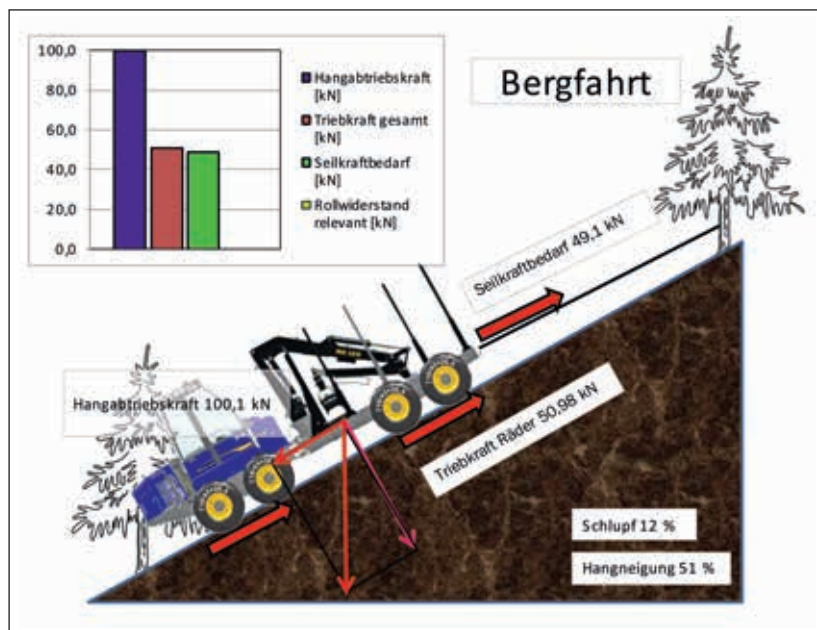 100,0
80,0
60,0
40,0
20,0
0,0
Hangabtriebskraft
[kN]
Triebkraft gesamt
[kN]
Seilkraftbedarf
[kN]
Rollwiderstand
relevant [kN]
Bergfahrt
Seilkraftbedarf 49,1 kN
Hangabtriebskraft 100,1 kN
Triebkraft Räder 50,98 kN
Schlupf 12 %
Hangneigung 51 %